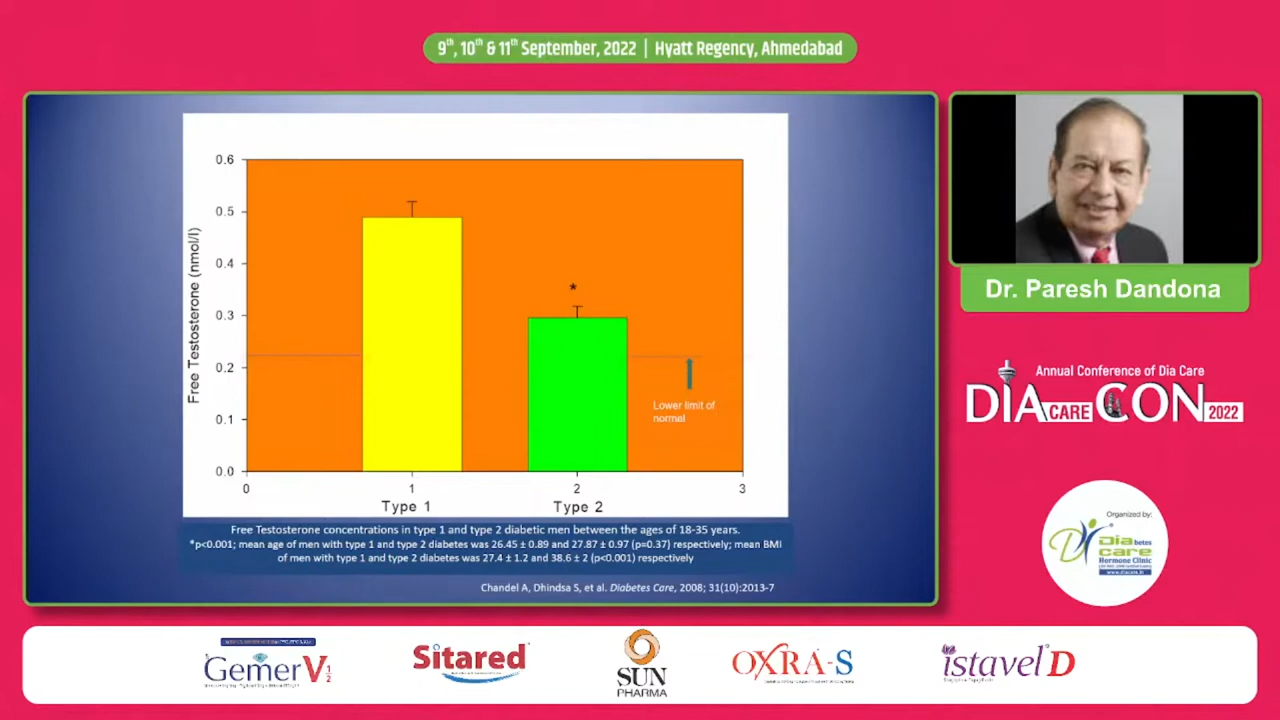 9th, 10th & 11th September, 2022 | Hyatt Regency, Ahmedabad
0.6
0.5
0.4
0.3
0.2
0.1
0.0
Free Testosterone (nmol/l)
*
Lower limit of
normal
0 1 2 3
Type 1 Type 2
Free Testosterone concentrations in type 1 and type 2 diabetic men between the ages of 18-35 years.
*p<0.001; mean age of men with type 1 and type 2 diabetes was 26.45 ± 0.89 and 27.87 ± 0.97 (p=0.37) respectively; mean BMI
of men with type 1 and type 2 diabetes was 27.4 ± 1.2 and 38.6 ± 2 (p<0.001) respectively
Chandel A, Dhindsa S, et al. Diabetes Care, 2008; 31(10):2013-7
Dr. Paresh Dandona
Annual Conference of Dia Care
DIA CARE CON 2022
Organized by:
Diabetes
care
Hormone Clinic
www.diacare.in
GemerV 1/2
Sitared
SUN
PHARMA
OXRA-S
istavel D